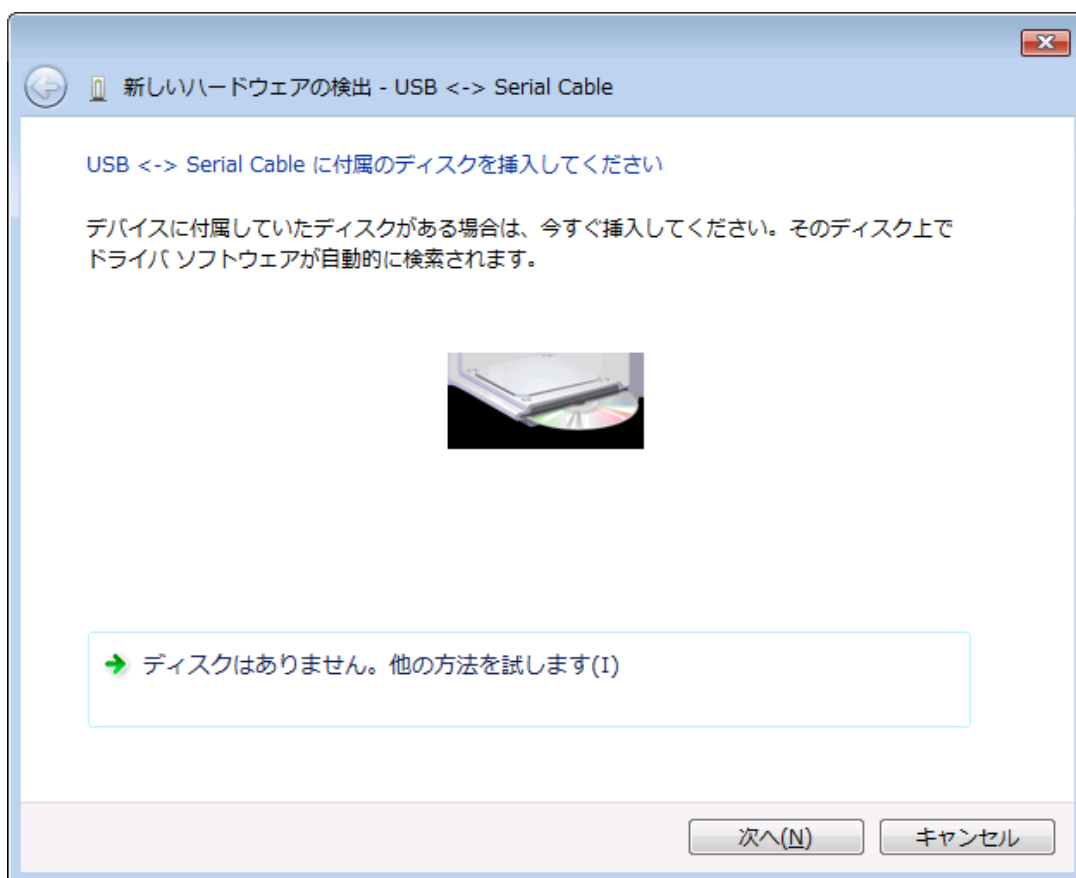 新しいハードウェアの検出 - USB <-> Serial Cable
USB <-> Serial Cable に付属のディスクを挿入してください
デバイスに付属していたディスクがある場合は、今すぐ挿入してください。そのディスク上で
ドライバ ソフトウェアが自動的に検索されます。
ディスクはありません。他の方法を試します(I)
次へ(N)
キャンセル